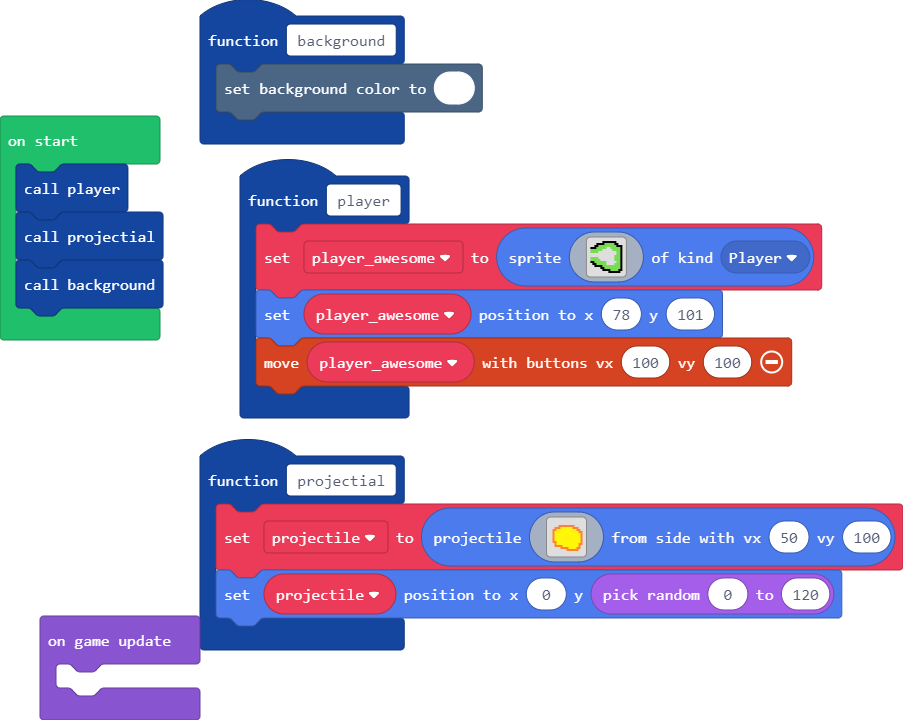 function background
set background color to
on start
call player
call projectial
call background
function player
set player_awesome to sprite of kind Player
set player_awesome position to x 78 y 101
move player_awesome with buttons vx 100 vy 100
function projectial
set projectile to projectile from side with vx 50 vy 100
set projectile position to x 0 y pick random 0 to 120
on game update